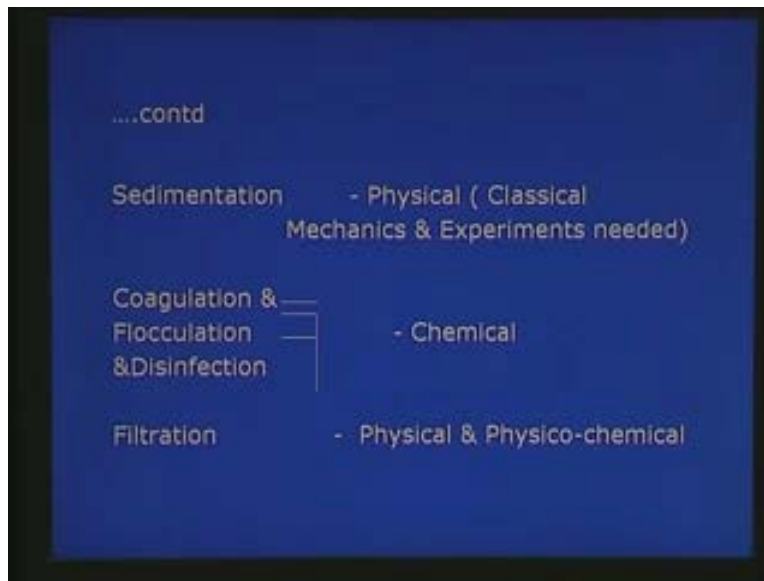 ....contd
Sedimentation - Physical ( Classical
Mechanics & Experiments needed)
Coagulation &
Flocculation - Chemical
&Disinfection
Filtration - Physical & Physico-chemical